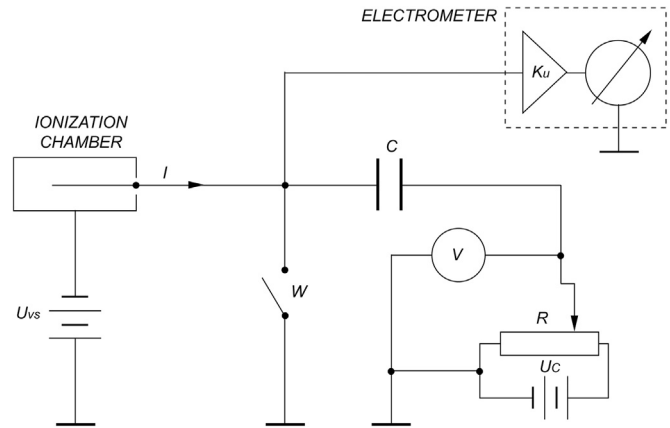 ELECTROMETER
Ku
IONIZATION
CHAMBER
I
C
W
V
Uvs
R
Uc